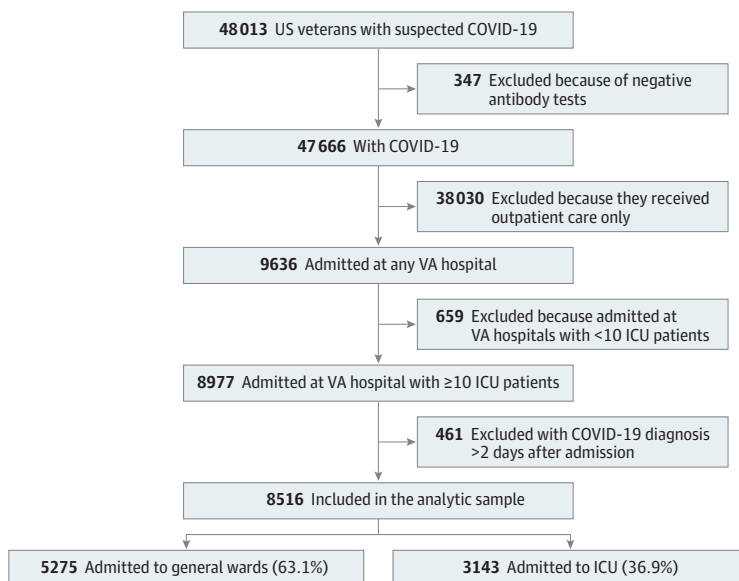 48013 US veterans with suspected COVID-19
347 Excluded because of negative
antibody tests
47666 With COVID-19
38030 Excluded because they received
outpatient care only
9636 Admitted at any VA hospital
659 Excluded because admitted at
VA hospitals with <10 ICU patients
8977 Admitted at VA hospital with ≥10 ICU patients
461 Excluded with COVID-19 diagnosis
>2 days after admission
8516 Included in the analytic sample
5275 Admitted to general wards (63.1%)
3143 Admitted to ICU (36.9%)